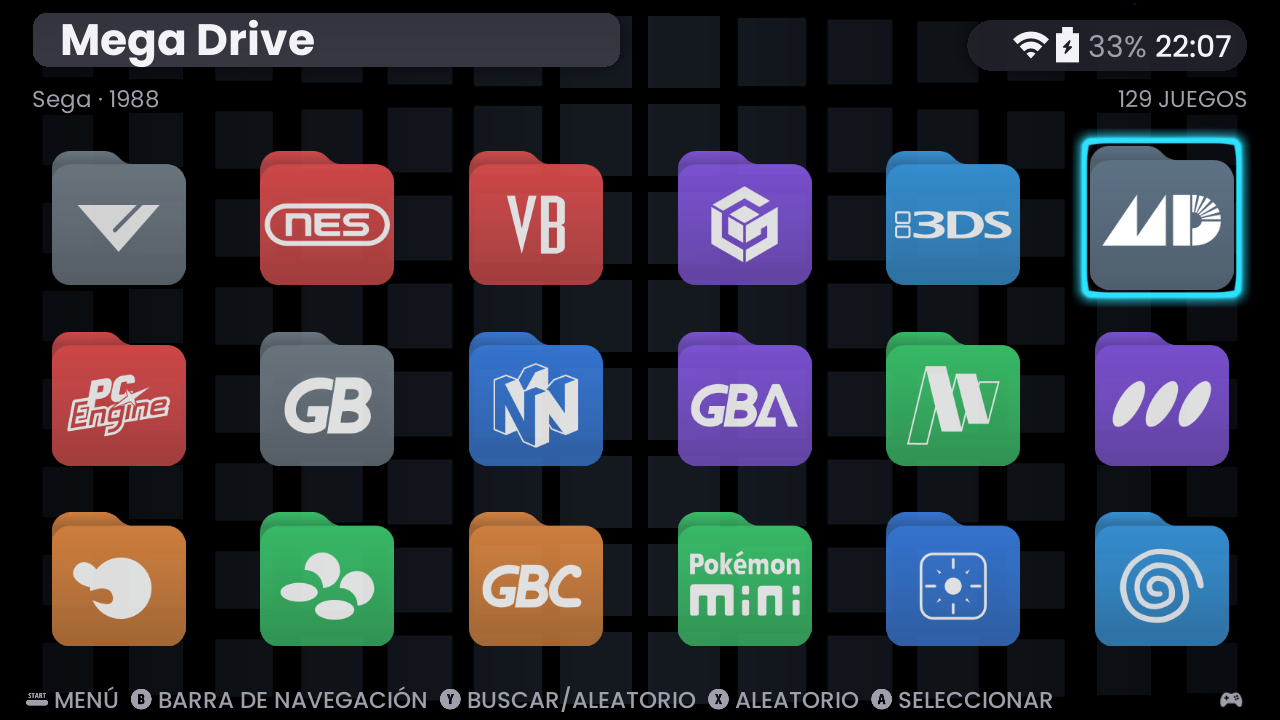 Mega Drive
33% 22:07
Sega · 1988
129 JUEGOS
NES
VB
3DS
MD
PC Engine
GB
N
GBA
GBC
Pokémon mini
START MENÚ B BARRA DE NAVEGACIÓN Y BUSCAR/ALEATORIO X ALEATORIO A SELECCIONAR